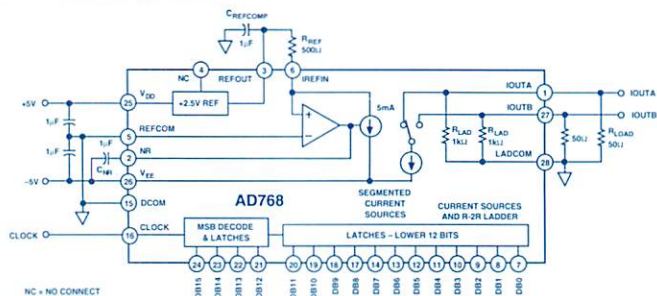 CREFCOMP
1µF
RREF
500Ω
NC
REFOUT
IREFIN
4
3
6
+5V
25
VDD
+2.5V REF
5mA
IOUTA
1
IOUTA
IOUTB
27
IOUTB
1µF
5
REFCOM
+
−
RLAD
1kΩ
RLAD
1kΩ
50Ω
RLOAD
50Ω
1µF
1µF
2
NR
CNR
LADCOM
28
−5V
26
VEE
15
DCOM
AD768
SEGMENTED
CURRENT
SOURCES
CURRENT SOURCES
AND R-2R LADDER
CLOCK
16
CLOCK
MSB DECODE
& LATCHES
LATCHES – LOWER 12 BITS
24 23 22 21 20 19 18 17 14 13 12 11 10 9 8 7
DB15 DB14 DB13 DB12 DB11 DB10 DB9 DB8 DB7 DB6 DB5 DB4 DB3 DB2 DB1 DB0
NC = NO CONNECT